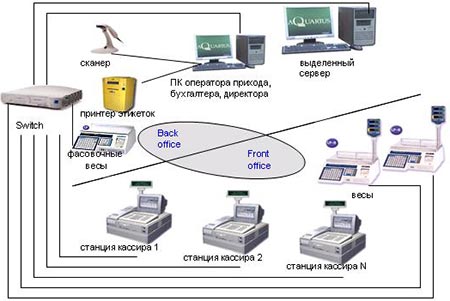 AQUARIUS
AQUARIUS
сканер
ПК оператора прихода,
бухгалтера, директора
выделенный
сервер
принтер этикеток
Switch
фасовочные
весы
Back
office
Front
office
весы
станция кассира 1
станция кассира 2
станция кассира N